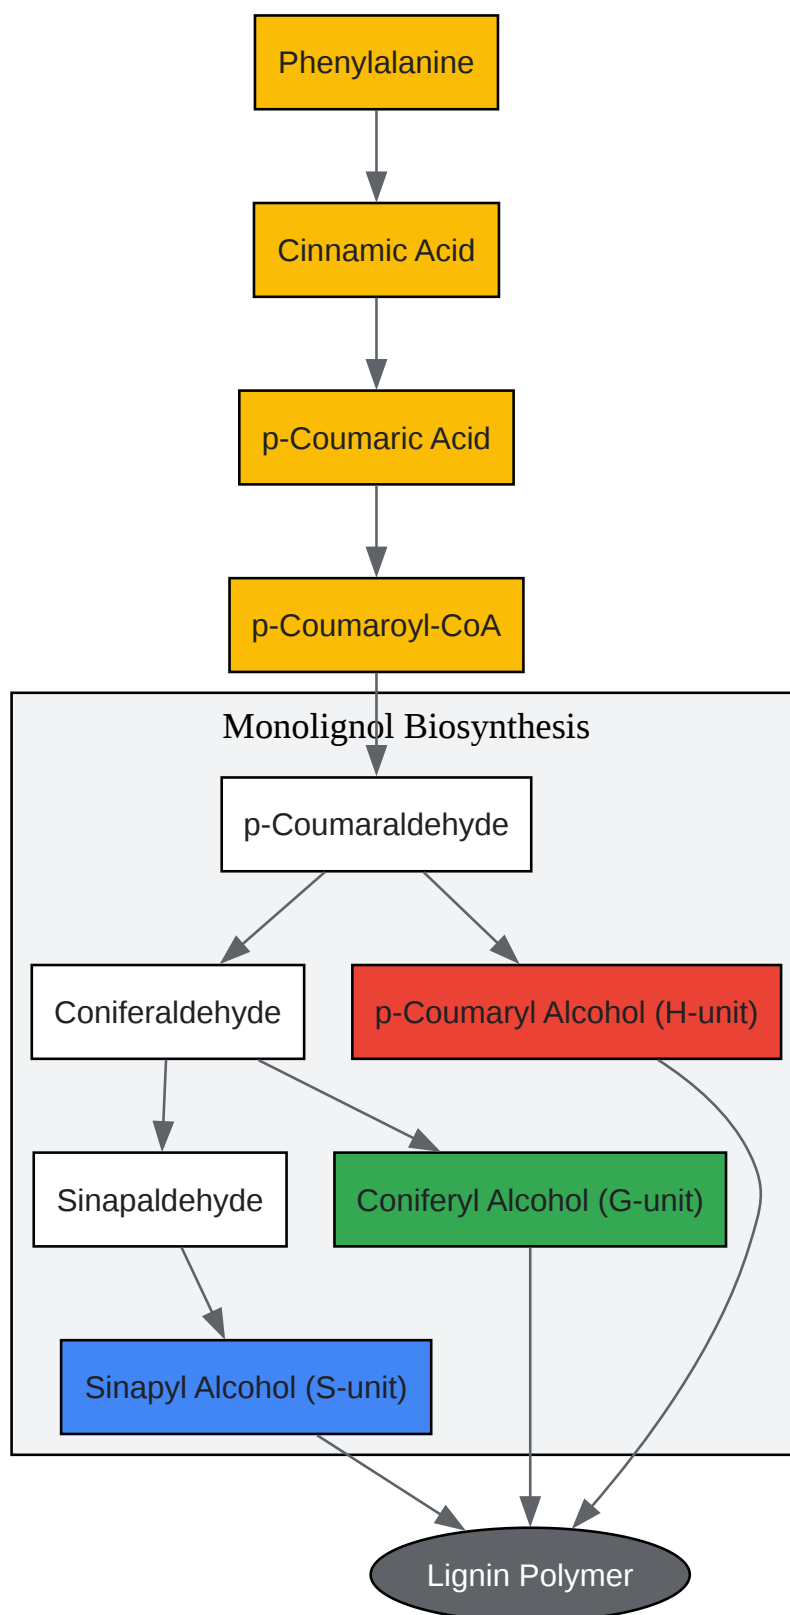 Phenylalanine
Cinnamic Acid
p-Coumaric Acid
p-Coumaroyl-CoA
Monolignol Biosynthesis
p-Coumaraldehyde
Coniferaldehyde
p-Coumaryl Alcohol (H-unit)
Sinapaldehyde
Coniferyl Alcohol (G-unit)
Sinapyl Alcohol (S-unit)
Lignin Polymer